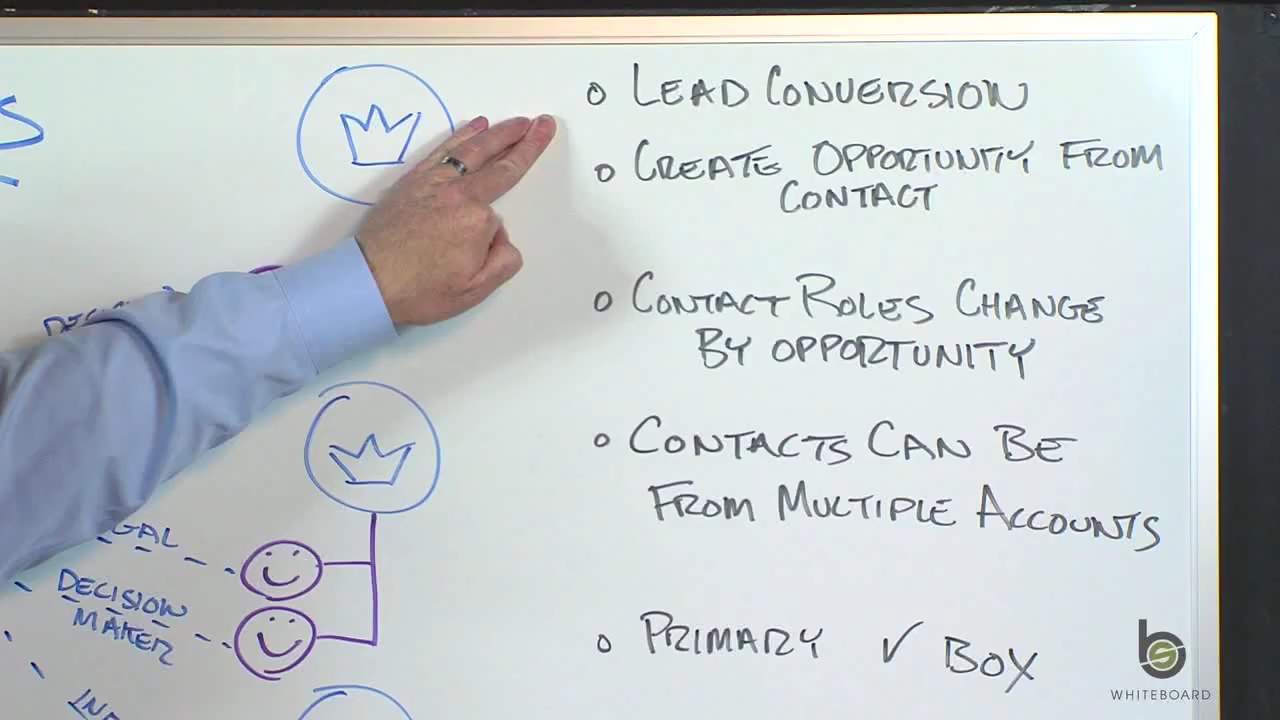 LEAD CONVERSION
CREATE OPPORTUNITY FROM
CONTACT
CONTACT ROLES CHANGE
BY OPPORTUNITY
CONTACTS CAN BE
FROM MULTIPLE ACCOUNTS
PRIMARY ✓ BOX
DECISION
MAKER
WHITEBOARD